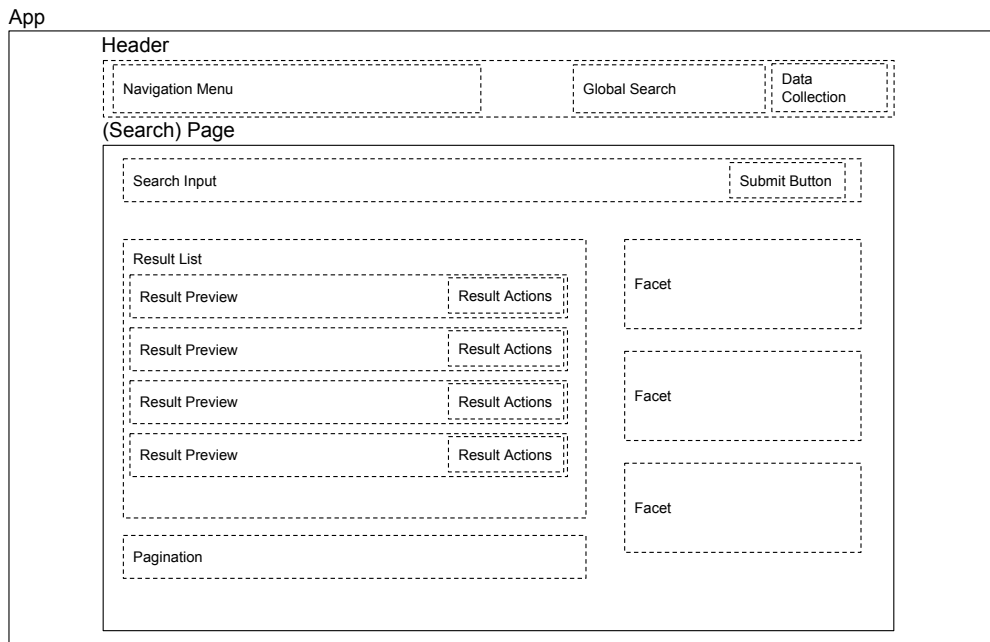 App
Header
Navigation Menu
Global Search
Data
Collection
(Search) Page
Search Input
Submit Button
Result List
Result Preview
Result Actions
Result Preview
Result Actions
Result Preview
Result Actions
Result Preview
Result Actions
Pagination
Facet
Facet
Facet